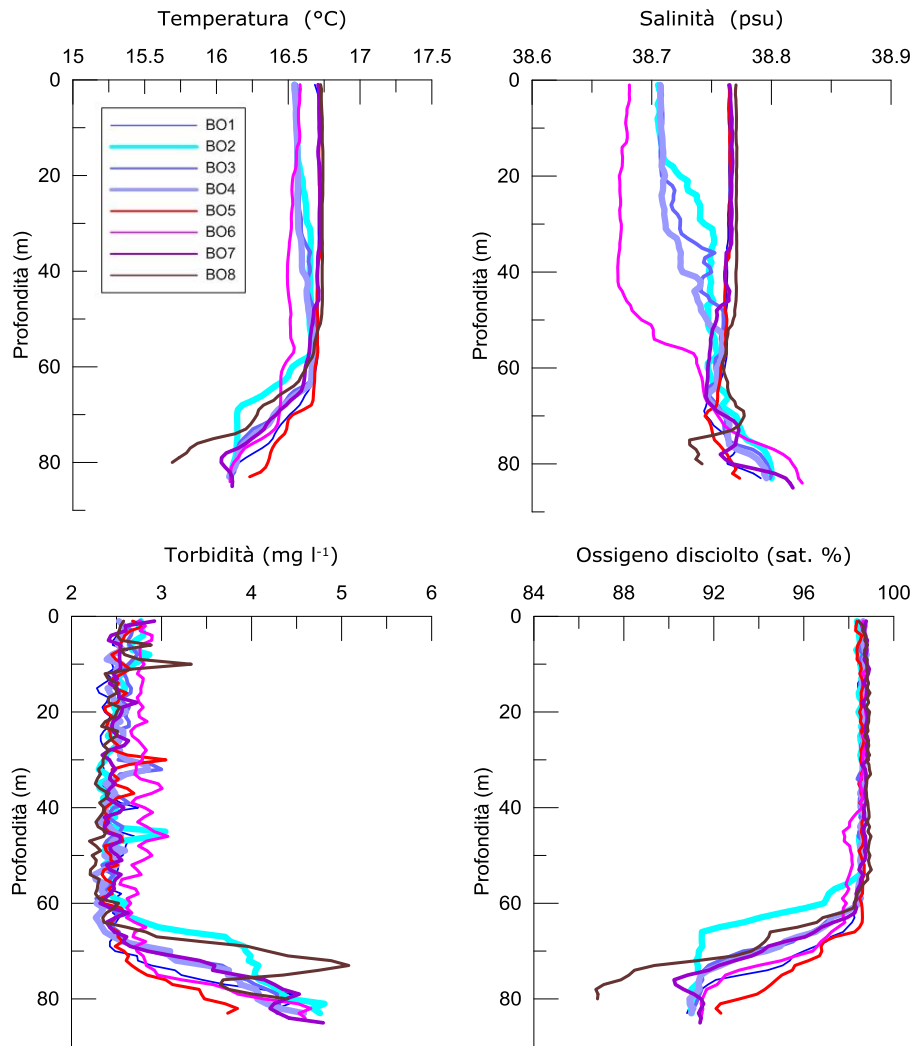 Temperatura (°C)
15 15.5 16 16.5 17 17.5
Profondità (m)
0
20
40
60
80
BO1
BO2
BO3
BO4
BO5
BO6
BO7
BO8
Salinità (psu)
38.6 38.7 38.8 38.9
Profondità (m)
0
20
40
60
80
Torbidità (mg l⁻¹)
2 3 4 5 6
Profondità (m)
0
20
40
60
80
Ossigeno disciolto (sat. %)
84 88 92 96 100
Profondità (m)
0
20
40
60
80